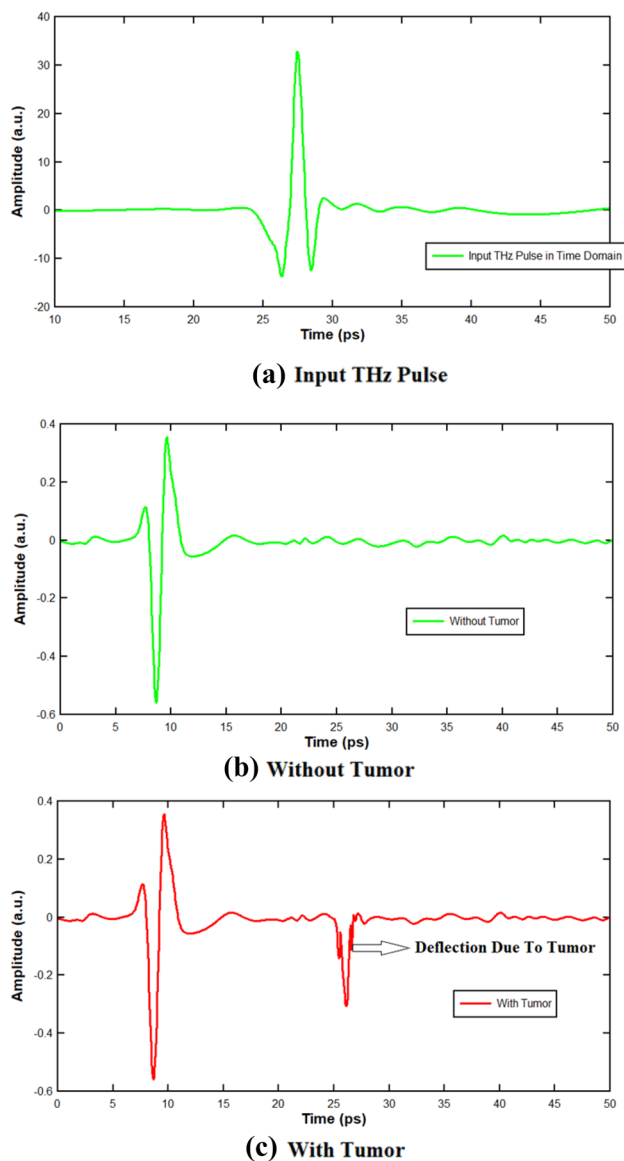 40
30
20
10
0
-10
-20
Amplitude (a.u.)
Input THz Pulse in Time Domain
10 15 20 25 30 35 40 45 50
Time (ps)
(a) Input THz Pulse
0.4
0.2
0
-0.2
-0.4
-0.6
Amplitude (a.u.)
Without Tumor
0 5 10 15 20 25 30 35 40 45 50
Time (ps)
(b) Without Tumor
0.4
0.2
0
-0.2
-0.4
-0.6
Amplitude (a.u.)
Deflection Due To Tumor
With Tumor
0 5 10 15 20 25 30 35 40 45 50
Time (ps)
(c) With Tumor